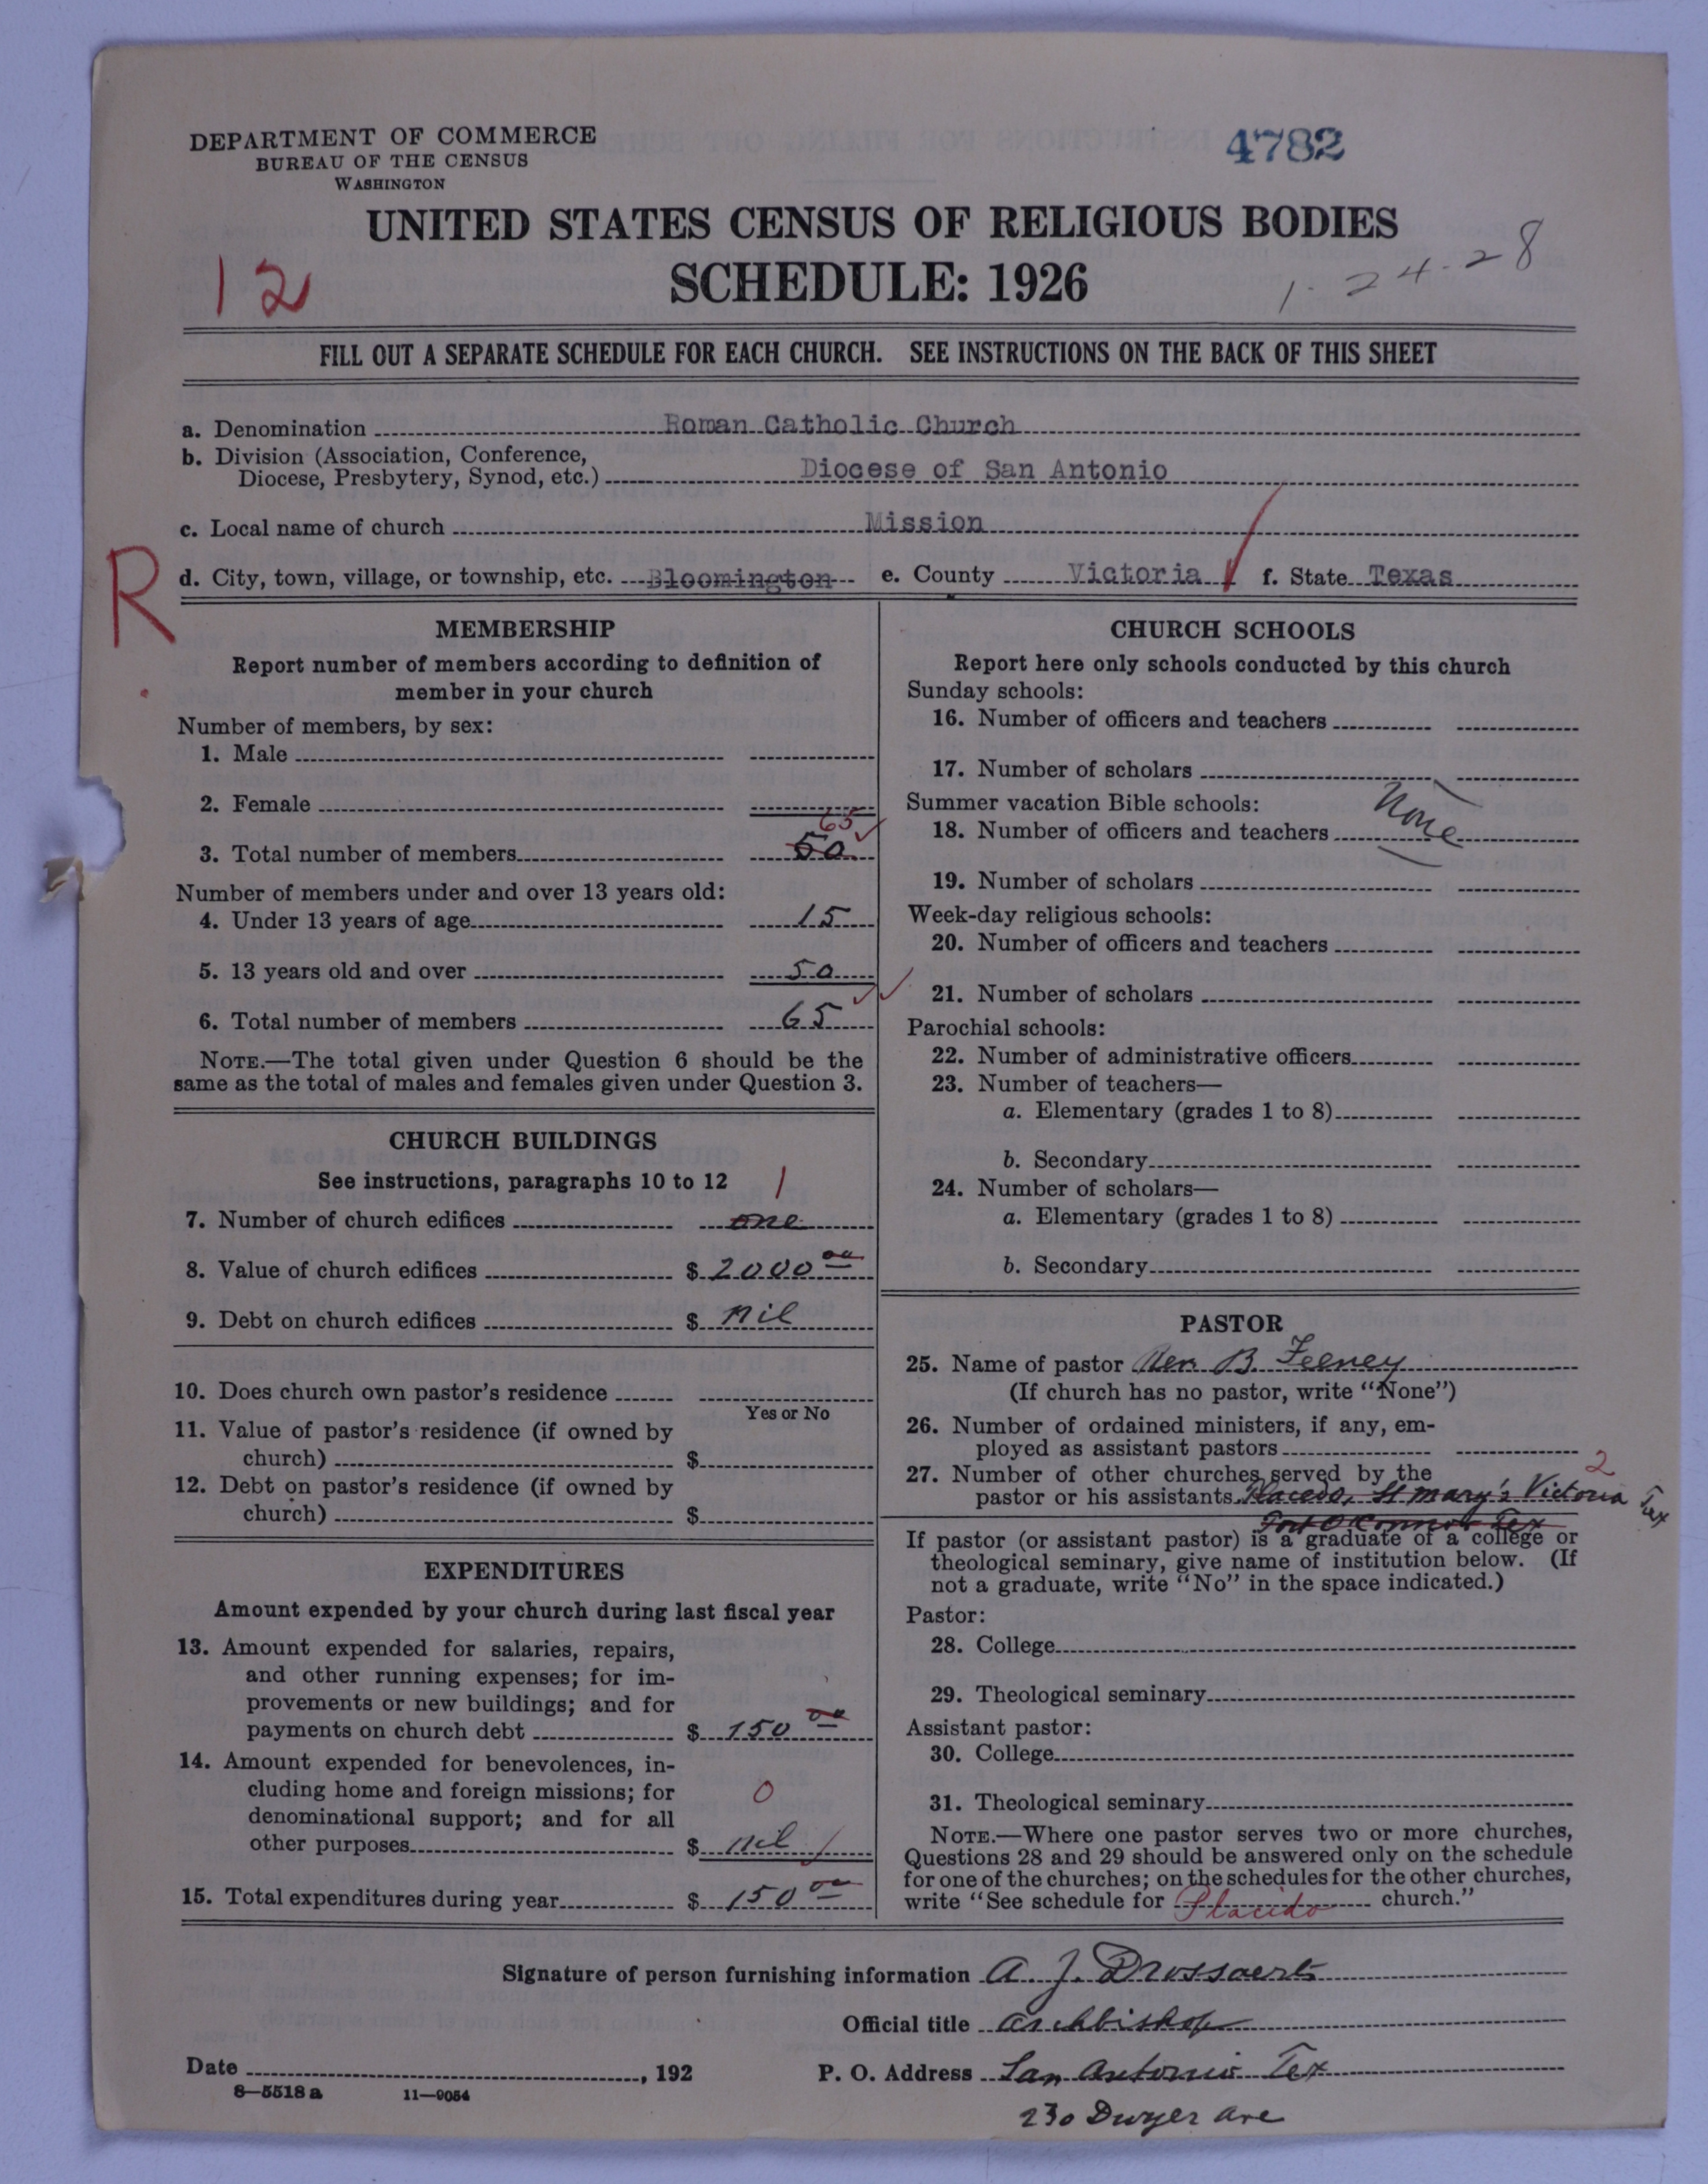 DEPARTMENT OF COMMERCE
BUREAU OF THE CENSUS
WASHINGTON
4782
UNITED STATES CENSUS OF RELIGIOUS BODIES
SCHEDULE: 1926
12
1-24-28
FILL OUT A SEPARATE SCHEDULE FOR EACH CHURCH. SEE INSTRUCTIONS ON THE BACK OF THIS SHEET
a. Denomination Roman Catholic Church
b. Division (Association, Conference,
Diocese, Presbytery, Synod, etc.) Diocese of San Antonio
c. Local name of church Mission
R
d. City, town, village, or township, etc. Bloomington e. County Victoria f. State Texas
MEMBERSHIP
Report number of members according to definition of
member in your church
Number of members, by sex:
1. Male
2. Female
65
3. Total number of members 50
Number of members under and over 13 years old:
4. Under 13 years of age 15
5. 13 years old and over 50
6. Total number of members 65
NOTE.—The total given under Question 6 should be the
same as the total of males and females given under Question 3.
CHURCH BUILDINGS
See instructions, paragraphs 10 to 12
1
7. Number of church edifices one
8. Value of church edifices $ 2000 00
9. Debt on church edifices $ nil
10. Does church own pastor's residence
Yes or No
11. Value of pastor's residence (if owned by
church) $
12. Debt on pastor's residence (if owned by
church) $
EXPENDITURES
Amount expended by your church during last fiscal year
13. Amount expended for salaries, repairs,
and other running expenses; for im-
provements or new buildings; and for
payments on church debt $ 150 00
14. Amount expended for benevolences, in-
cluding home and foreign missions; for
denominational support; and for all
0
other purposes $ nil
15. Total expenditures during year $ 150 00
CHURCH SCHOOLS
Report here only schools conducted by this church
Sunday schools:
16. Number of officers and teachers
17. Number of scholars
Summer vacation Bible schools:
18. Number of officers and teachers None
19. Number of scholars
Week-day religious schools:
20. Number of officers and teachers
21. Number of scholars
Parochial schools:
22. Number of administrative officers
23. Number of teachers—
a. Elementary (grades 1 to 8)
b. Secondary
24. Number of scholars—
a. Elementary (grades 1 to 8)
b. Secondary
PASTOR
25. Name of pastor Rev. B. Feeney
(If church has no pastor, write "None")
26. Number of ordained ministers, if any, em-
ployed as assistant pastors
2
27. Number of other churches served by the
pastor or his assistants Placedo, St Mary's Victoria Tex
Port O'Connor Tex
If pastor (or assistant pastor) is a graduate of a college or
theological seminary, give name of institution below. (If
not a graduate, write "No" in the space indicated.)
Pastor:
28. College
29. Theological seminary
Assistant pastor:
30. College
31. Theological seminary
NOTE.—Where one pastor serves two or more churches,
Questions 28 and 29 should be answered only on the schedule
for one of the churches; on the schedules for the other churches,
write "See schedule for Placido church."
Signature of person furnishing information A. J. Drossaerts
Official title Archbishop
Date , 192
P. O. Address San Antonio Tex
230 Dwyer Ave
8—5518 a 11—9054